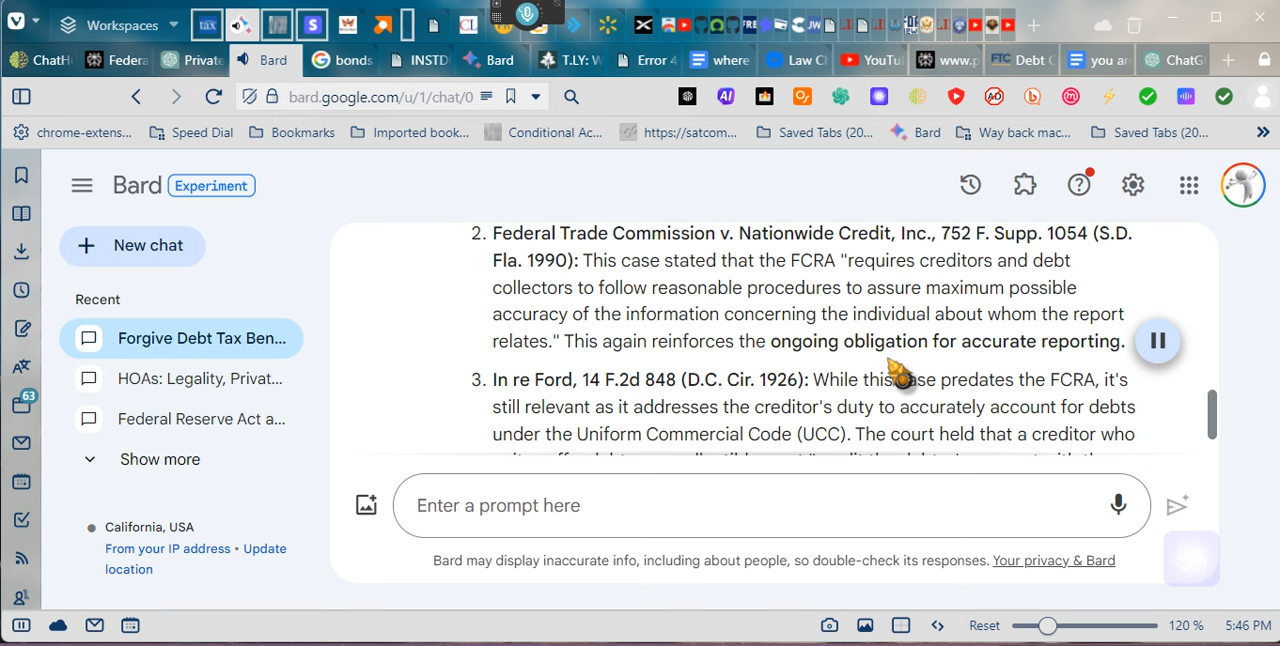 Workspaces
tax
S
CI
FRE
JW
ChatH
Federa
Private
Bard
bond
INSTD
Bard
T.LY: W
Error 4
where
Law Cl
YouTu
www.p
FTC Debt C
you ar
ChatG
bard.google.com/u/1/chat/0
chrome-extens...
Speed Dial
Bookmarks
Imported book...
Conditional Ac...
https://satcom...
Saved Tabs (20...
Bard
Way back mac...
Saved Tabs (20...
Bard Experiment
New chat
Recent
Forgive Debt Tax Ben...
HOAs: Legality, Privat...
Federal Reserve Act a...
Show more
63
California, USA
From your IP address • Update
location
2. Federal Trade Commission v. Nationwide Credit, Inc., 752 F. Supp. 1054 (S.D.
Fla. 1990): This case stated that the FCRA "requires creditors and debt
collectors to follow reasonable procedures to assure maximum possible
accuracy of the information concerning the individual about whom the report
relates." This again reinforces the ongoing obligation for accurate reporting.
3. In re Ford, 14 F.2d 848 (D.C. Cir. 1926): While this case predates the FCRA, it's
still relevant as it addresses the creditor's duty to accurately account for debts
under the Uniform Commercial Code (UCC). The court held that a creditor who
Enter a prompt here
Bard may display inaccurate info, including about people, so double-check its responses. Your privacy & Bard
Reset
120 %
5:46 PM